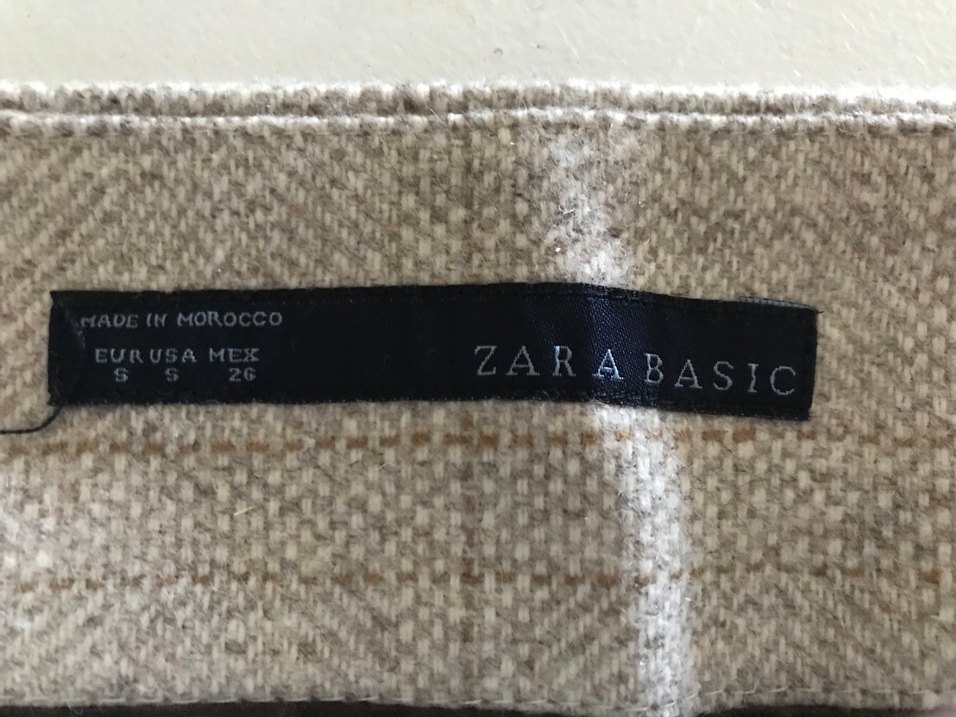 MADE IN MOROCCO
EUR USA MEX
S S 26
ZARA BASIC